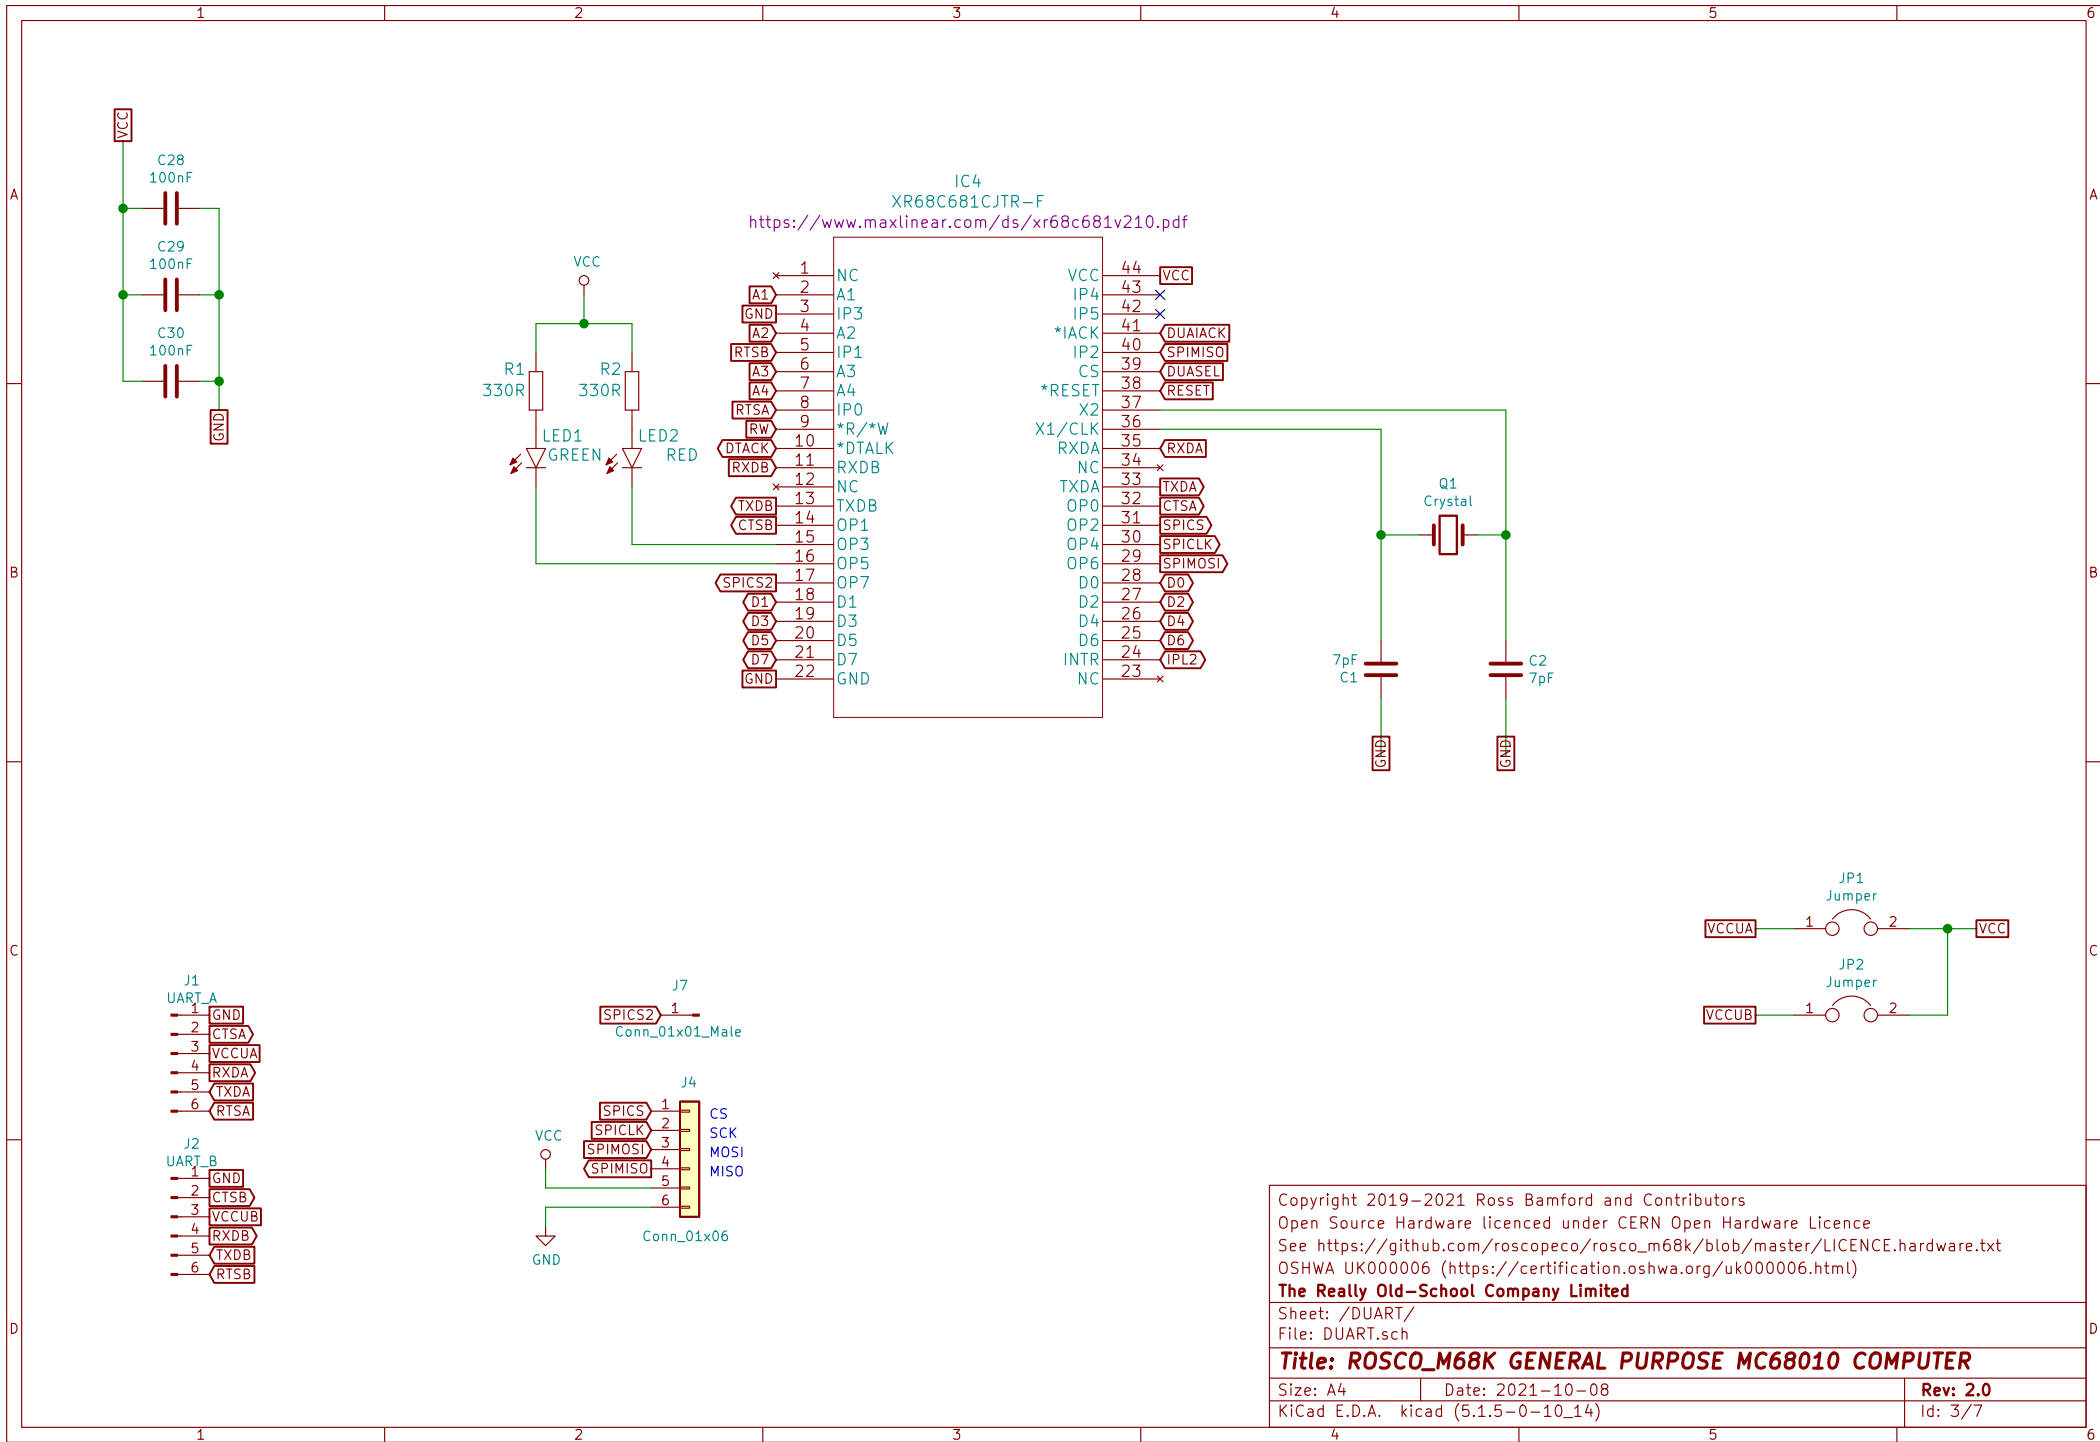 1 2 3 4 5 6
A
B
C
D
A
B
C
D
1 2 3 4 5 6
VCC
C28
100nF
C29
100nF
C30
100nF
GND
VCC
R1
330R
R2
330R
LED1
GREEN
LED2
RED
IC4
XR68C681CJTR-F
https://www.maxlinear.com/ds/xr68c681v210.pdf
1 NC
A1 2 A1
GND 3 IP3
A2 4 A2
RTSB 5 IP1
A3 6 A3
A4 7 A4
RTSA 8 IP0
RW 9 *R/*W
DTACK 10 *DTALK
RXDB 11 RXDB
12 NC
TXDB 13 TXDB
CTSB 14 OP1
15 OP3
16 OP5
SPICS2 17 OP7
D1 18 D1
D3 19 D3
D5 20 D5
D7 21 D7
GND 22 GND
VCC 44 VCC
IP4 43
IP5 42
*IACK 41 DUAIACK
IP2 40 SPIMISO
CS 39 DUASEL
*RESET 38 RESET
X2 37
X1/CLK 36
RXDA 35 RXDA
NC 34
TXDA 33 TXDA
OP0 32 CTSA
OP2 31 SPICS
OP4 30 SPICLK
OP6 29 SPIMOSI
D0 28 D0
D2 27 D2
D4 26 D4
D6 25 D6
INTR 24 IPL2
NC 23
Q1
Crystal
7pF
C1
C2
7pF
GND
GND
JP1
Jumper
VCCUA 1 2 VCC
JP2
Jumper
VCCUB 1 2
J1
UART_A
1 GND
2 CTSA
3 VCCUA
4 RXDA
5 TXDA
6 RTSA
J2
UART_B
1 GND
2 CTSB
3 VCCUB
4 RXDB
5 TXDB
6 RTSB
J7
SPICS2 1
Conn_01x01_Male
J4
SPICS 1 CS
SPICLK 2 SCK
SPIMOSI 3 MOSI
SPIMISO 4 MISO
VCC
5
6
Conn_01x06
GND
Copyright 2019-2021 Ross Bamford and Contributors
Open Source Hardware licenced under CERN Open Hardware Licence
See https://github.com/roscopeco/rosco_m68k/blob/master/LICENCE.hardware.txt
OSHWA UK000006 (https://certification.oshwa.org/uk000006.html)
The Really Old-School Company Limited
Sheet: /DUART/
File: DUART.sch
Title: ROSCO_M68K GENERAL PURPOSE MC68010 COMPUTER
Size: A4 Date: 2021-10-08 Rev: 2.0
KiCad E.D.A. kicad (5.1.5-0-10_14) Id: 3/7